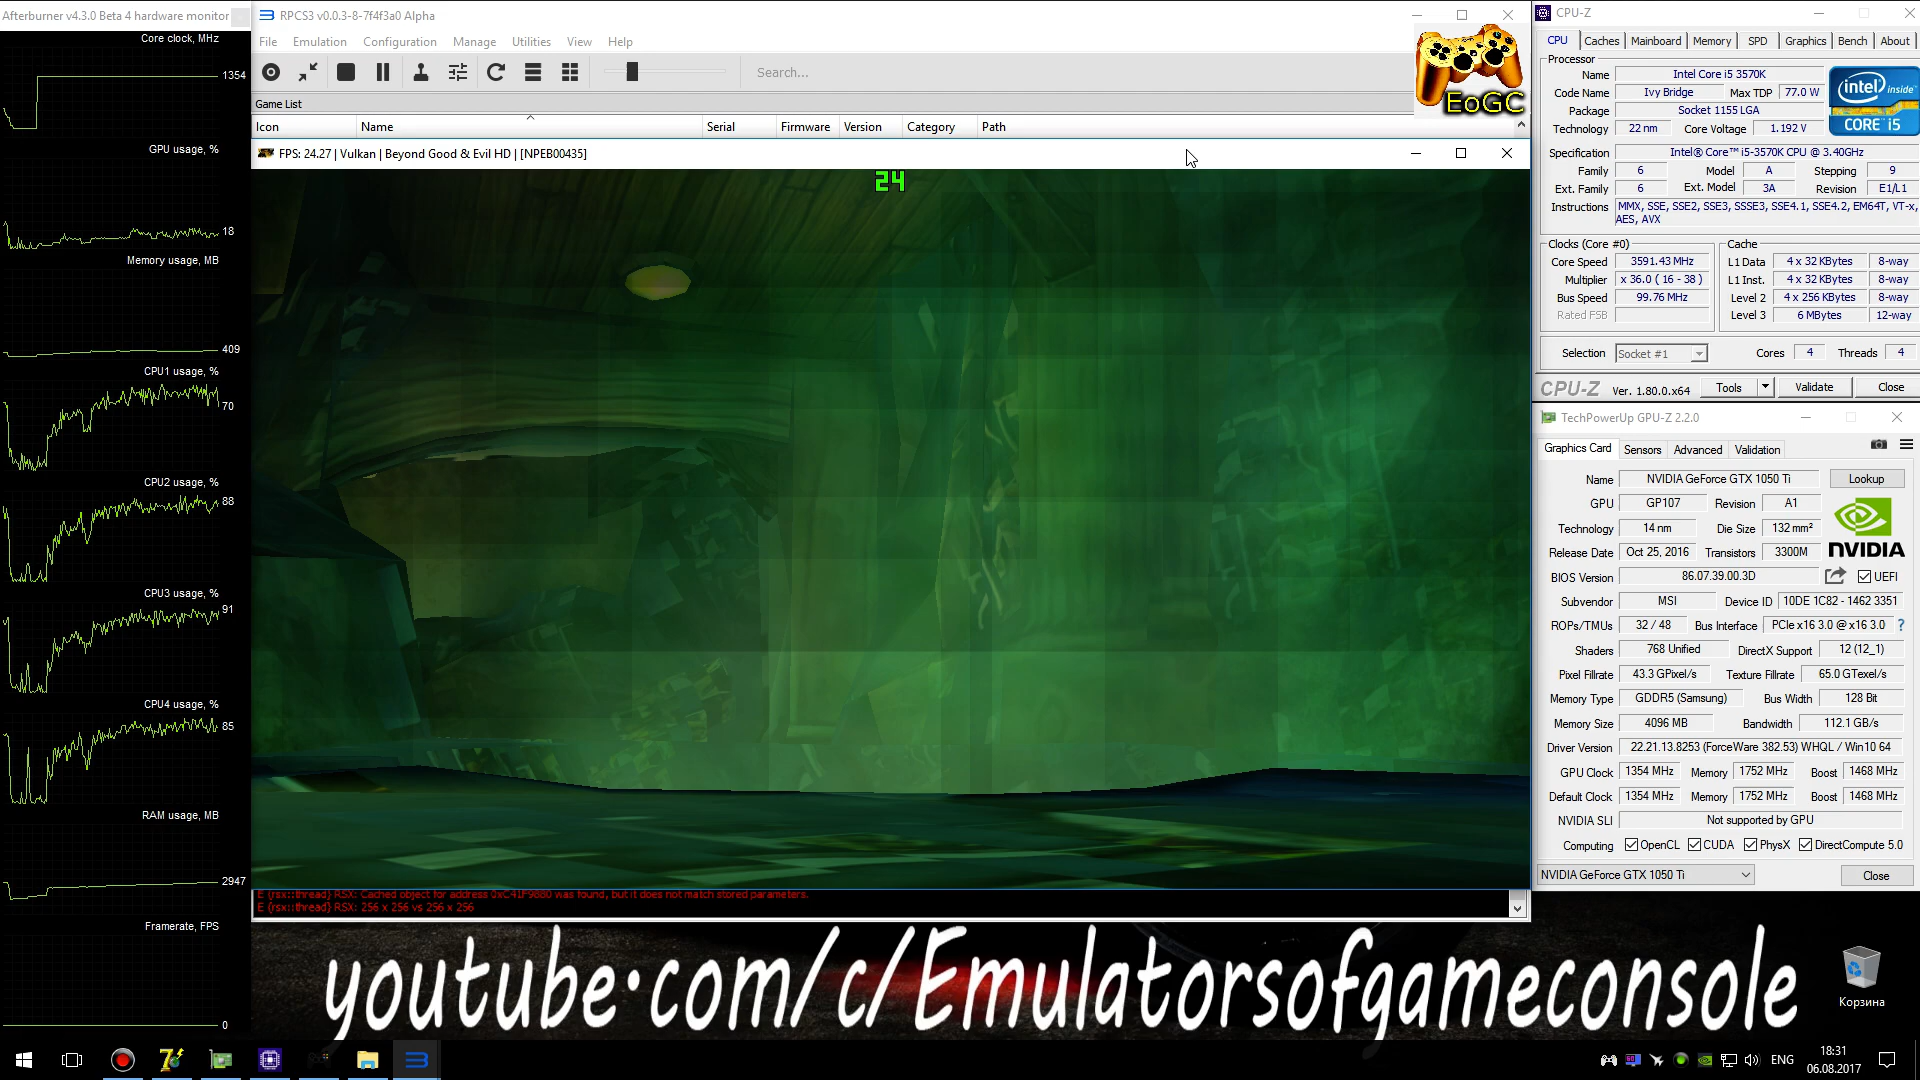 Afterburner v4.3.0 Beta 4 hardware monitor
Core clock, MHz
1354
GPU usage, %
18
Memory usage, MB
409
CPU1 usage, %
70
CPU2 usage, %
88
CPU3 usage, %
91
CPU4 usage, %
85
RAM usage, MB
2947
Framerate, FPS
0
RPCS3 v0.0.3-8-7f4f3a0 Alpha
File Emulation Configuration Manage Utilities View Help
Search...
EoGC
Game List
Icon Name Serial Firmware Version Category Path
FPS: 24.27 | Vulkan | Beyond Good & Evil HD | [NPEB00435]
24
E {rsx::thread} RSX: Cached object for address 0xC41F9880 was found, but it does not match stored parameters.
E {rsx::thread} RSX: 256 x 256 vs 256 x 256
youtube.com/c/Emulatorsofgameconsole
CPU-Z
CPU Caches Mainboard Memory SPD Graphics Bench About
Processor
Name Intel Core i5 3570K
Code Name Ivy Bridge Max TDP 77.0 W
Package Socket 1155 LGA
Technology 22 nm Core Voltage 1.192 V
intel inside™
CORE i5
Specification Intel® Core™ i5-3570K CPU @ 3.40GHz
Family 6 Model A Stepping 9
Ext. Family 6 Ext. Model 3A Revision E1/L1
Instructions MMX, SSE, SSE2, SSE3, SSSE3, SSE4.1, SSE4.2, EM64T, VT-x,
AES, AVX
Clocks (Core #0) Cache
Core Speed 3591.43 MHz L1 Data 4 x 32 KBytes 8-way
Multiplier x 36.0 ( 16 - 38 ) L1 Inst. 4 x 32 KBytes 8-way
Bus Speed 99.76 MHz Level 2 4 x 256 KBytes 8-way
Rated FSB Level 3 6 MBytes 12-way
Selection Socket #1 Cores 4 Threads 4
CPU-Z Ver. 1.80.0.x64 Tools Validate Close
TechPowerUp GPU-Z 2.2.0
Graphics Card Sensors Advanced Validation
Name NVIDIA GeForce GTX 1050 Ti Lookup
GPU GP107 Revision A1
Technology 14 nm Die Size 132 mm²
Release Date Oct 25, 2016 Transistors 3300M
NVIDIA
BIOS Version 86.07.39.00.3D UEFI
Subvendor MSI Device ID 10DE 1C82 - 1462 3351
ROPs/TMUs 32 / 48 Bus Interface PCIe x16 3.0 @ x16 3.0 ?
Shaders 768 Unified DirectX Support 12 (12_1)
Pixel Fillrate 43.3 GPixel/s Texture Fillrate 65.0 GTexel/s
Memory Type GDDR5 (Samsung) Bus Width 128 Bit
Memory Size 4096 MB Bandwidth 112.1 GB/s
Driver Version 22.21.13.8253 (ForceWare 382.53) WHQL / Win10 64
GPU Clock 1354 MHz Memory 1752 MHz Boost 1468 MHz
Default Clock 1354 MHz Memory 1752 MHz Boost 1468 MHz
NVIDIA SLI Not supported by GPU
Computing OpenCL CUDA PhysX DirectCompute 5.0
NVIDIA GeForce GTX 1050 Ti Close
Корзина
ENG
18:31
06.08.2017